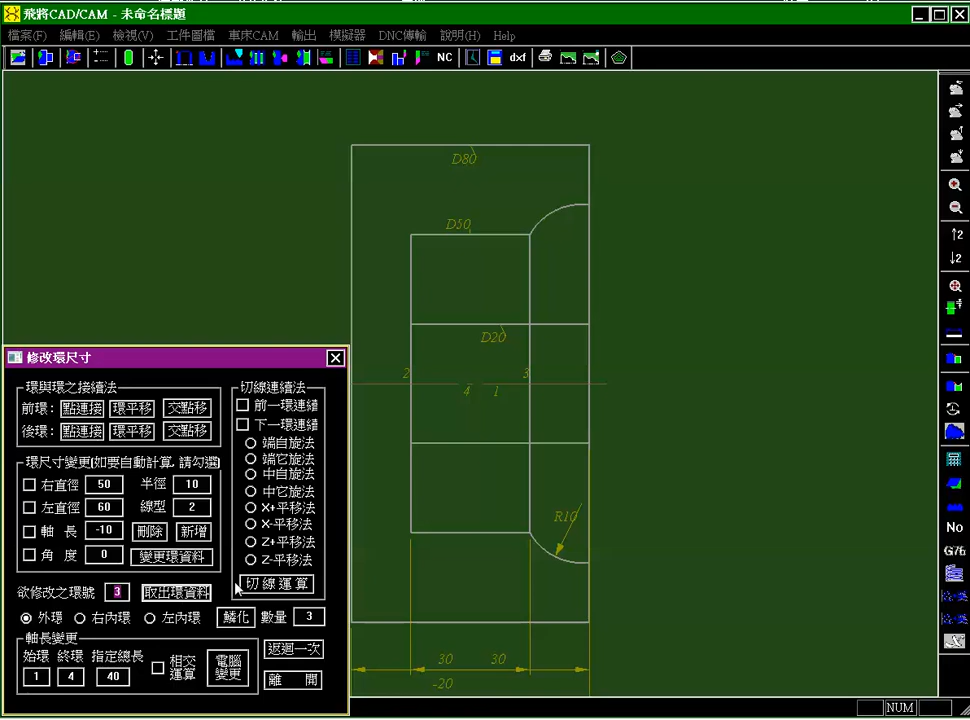 飛將CAD/CAM - 未命名標題
檔案(F) 編輯(E) 檢視(V) 工件圖檔 車床CAM 輸出 模擬器 DNC傳輸 說明(H) Help
NC dxf
D80
D50
D20
2 3
4 1
R10
30 30
-20
修改環尺寸
環與環之接續法
前環: 點連接 環平移 交點移
後環: 點連接 環平移 交點移
環尺寸變更(如要自動計算, 請勾選)
右直徑 50 半徑 10
左直徑 60 線型 2
軸 長 -10 刪除 新增
角 度 0 變更環資料
切線連續法
前一環連續
下一環連續
端自旋法
端它旋法
中自旋法
中它旋法
X+平移法
X-平移法
Z+平移法
Z-平移法
切線運算
欲修改之環號 3 取出環資料
外環 右內環 左內環 鱗化 數量 3
軸長變更
始環 終環 指定總長
1 4 40
相交運算
電腦變更
返迴一次
離 開
↑2
↓2
No
G76
NUM